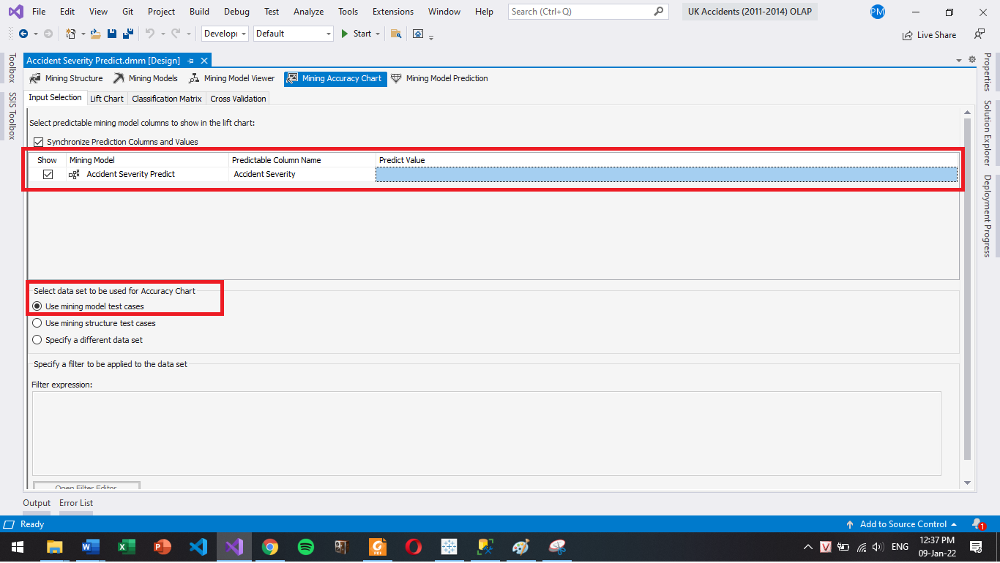 File Edit View Git Project Build Debug Test Analyze Tools Extensions Window Help Search (Ctrl+Q) UK Accidents (2011-2014) OLAP PM
Develop Default Start Live Share
Accident Severity Predict.dmm [Design]
Mining Structure Mining Models Mining Model Viewer Mining Accuracy Chart Mining Model Prediction
Input Selection Lift Chart Classification Matrix Cross Validation
Select predictable mining model columns to show in the lift chart:
Synchronize Prediction Columns and Values
Show Mining Model Predictable Column Name Predict Value
Accident Severity Predict Accident Severity
Select data set to be used for Accuracy Chart
Use mining model test cases
Use mining structure test cases
Specify a different data set
Specify a filter to be applied to the data set
Filter expression:
Open Filter Editor
Toolbox
SSIS Toolbox
Properties
Solution Explorer
Deployment Progress
Output Error List
Ready Add to Source Control 1
V ENG 12:37 PM
09-Jan-22